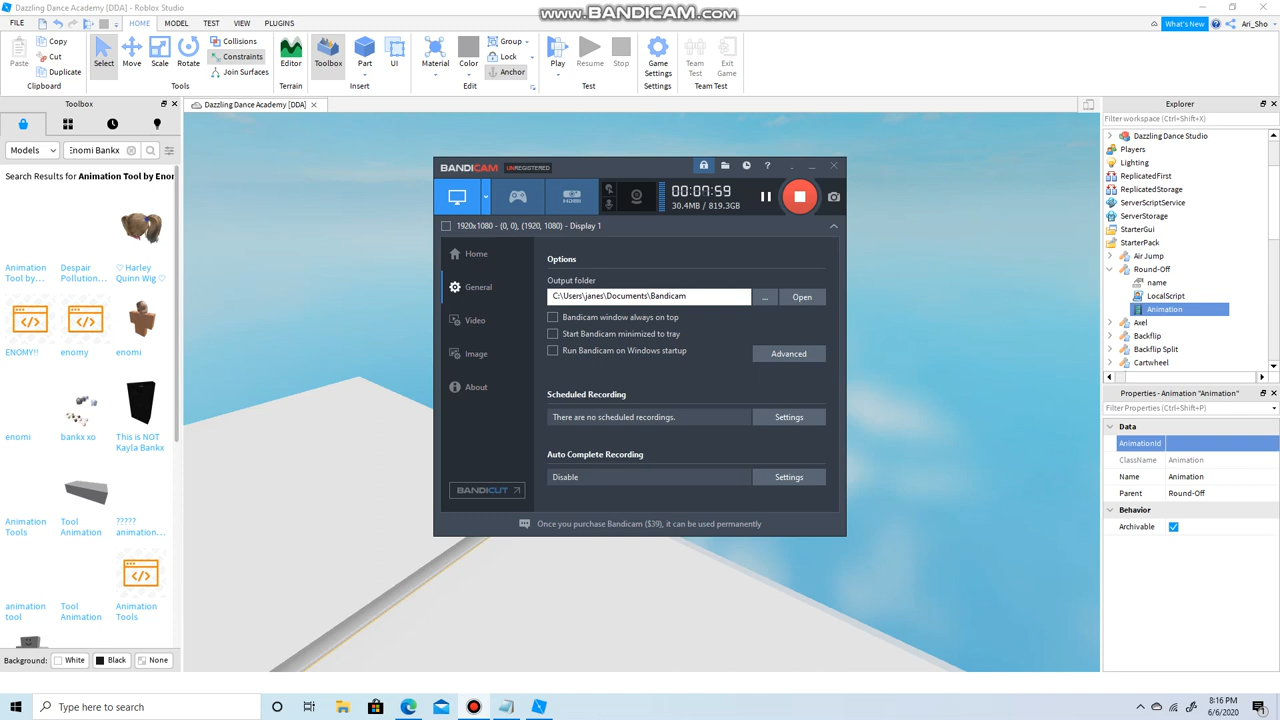 Dazzling Dance Academy [DDA] - Roblox Studio
www.BANDICAM.com
FILE HOME MODEL TEST VIEW PLUGINS
What's New Ari_Sho
Paste Copy Cut Duplicate Clipboard
Select Move Scale Rotate Collisions Constraints Join Surfaces Tools
Editor Terrain
Toolbox Part UI Insert
Material Color Group Lock Anchor Edit
Play Resume Stop Test
Game Settings Settings
Team Test Exit Game Team Test
Toolbox
Dazzling Dance Academy [DDA]
Models
Enomi Bankx
Search Results for Animation Tool by Enor
Animation Tool by...
Despair Pollution...
♡ Harley Quinn Wig ♡
ENOMY!!
enomy
enomi
enomi
bankx xo
This is NOT Kayla Bankx
Animation Tools
Tool Animation
????? animation...
animation tool
Tool Animation
Animation Tools
Background: White Black None
BANDICAM UNREGISTERED
HDMI
00:07:59
30.4MB / 819.3GB
1920x1080 - (0, 0), (1920, 1080) - Display 1
Home
General
Video
Image
About
BANDICUT
Options
Output folder
C:\Users\janes\Documents\Bandicam
... Open
Bandicam window always on top
Start Bandicam minimized to tray
Run Bandicam on Windows startup
Advanced
Scheduled Recording
There are no scheduled recordings.
Settings
Auto Complete Recording
Disable
Settings
Once you purchase Bandicam ($39), it can be used permanently
Explorer
Filter workspace (Ctrl+Shift+X)
Dazzling Dance Studio
Players
Lighting
ReplicatedFirst
ReplicatedStorage
ServerScriptService
ServerStorage
StarterGui
StarterPack
Air Jump
Round-Off
name
LocalScript
Animation
Axel
Backflip
Backflip Split
Cartwheel
Properties - Animation "Animation"
Filter Properties (Ctrl+Shift+P)
Data
AnimationId
ClassName Animation
Name Animation
Parent Round-Off
Behavior
Archivable
Type here to search
8:16 PM
6/6/2020
1